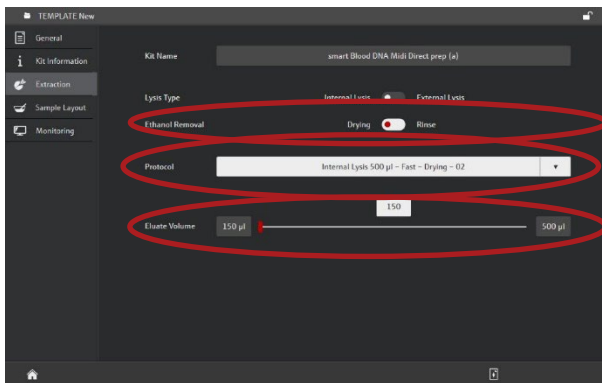 TEMPLATE New
General
Kit Information
Extraction
Sample Layout
Monitoring
Kit Name smart Blood DNA Midi Direct prep (a)
Lysis Type Internal Lysis External Lysis
Ethanol Removal Drying Rinse
Protocol Internal Lysis 500 µl – Fast – Drying – 02
150
Eluate Volume 150 µl 500 µl